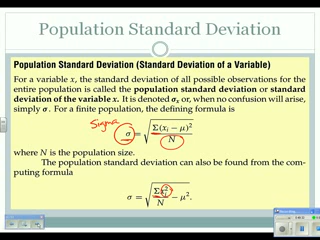 Population Standard Deviation
Population Standard Deviation (Standard Deviation of a Variable)
For a variable x, the standard deviation of all possible observations for the
entire population is called the population standard deviation or standard
deviation of the variable x. It is denoted σₓ or, when no confusion will arise,
simply σ. For a finite population, the defining formula is
Sigma
σ = √(Σ(xᵢ − μ)² / N)
where N is the population size.
The population standard deviation can also be found from the com-
puting formula
σ = √(Σxᵢ² / N − μ²).